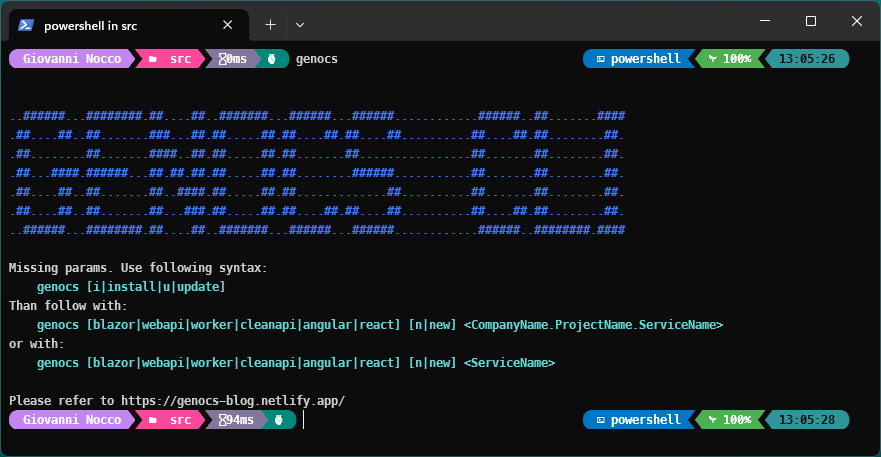 powershell in src
Giovanni Nocco src 0ms genocs powershell 100% 13:05:26
GENOCS CLI
Missing params. Use following syntax:
genocs [i|install|u|update]
Than follow with:
genocs [blazor|webapi|worker|cleanapi|angular|react] [n|new] <CompanyName.ProjectName.ServiceName>
or with:
genocs [blazor|webapi|worker|cleanapi|angular|react] [n|new] <ServiceName>
Please refer to https://genocs-blog.netlify.app/
Giovanni Nocco src 94ms powershell 100% 13:05:28